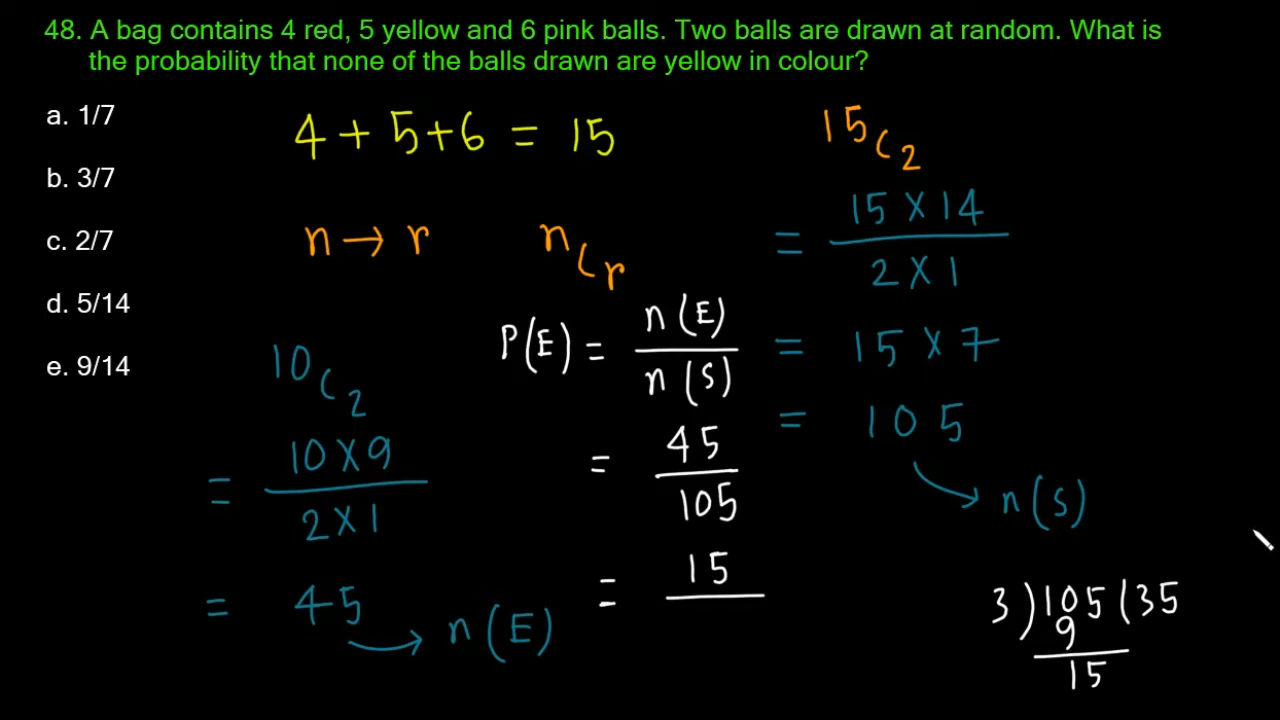 48. A bag contains 4 red, 5 yellow and 6 pink balls. Two balls are drawn at random. What is
the probability that none of the balls drawn are yellow in colour?
a. 1/7
b. 3/7
c. 2/7
d. 5/14
e. 9/14
4 + 5 + 6 = 15
n → r
nCr
10C2
= 10 × 9
2 × 1
= 45 → n(E)
P(E) = n(E)
n(S)
= 45
105
= 15
15C2
= 15 × 14
2 × 1
= 15 × 7
= 105
→ n(S)
3 ) 105 ( 35
9
15